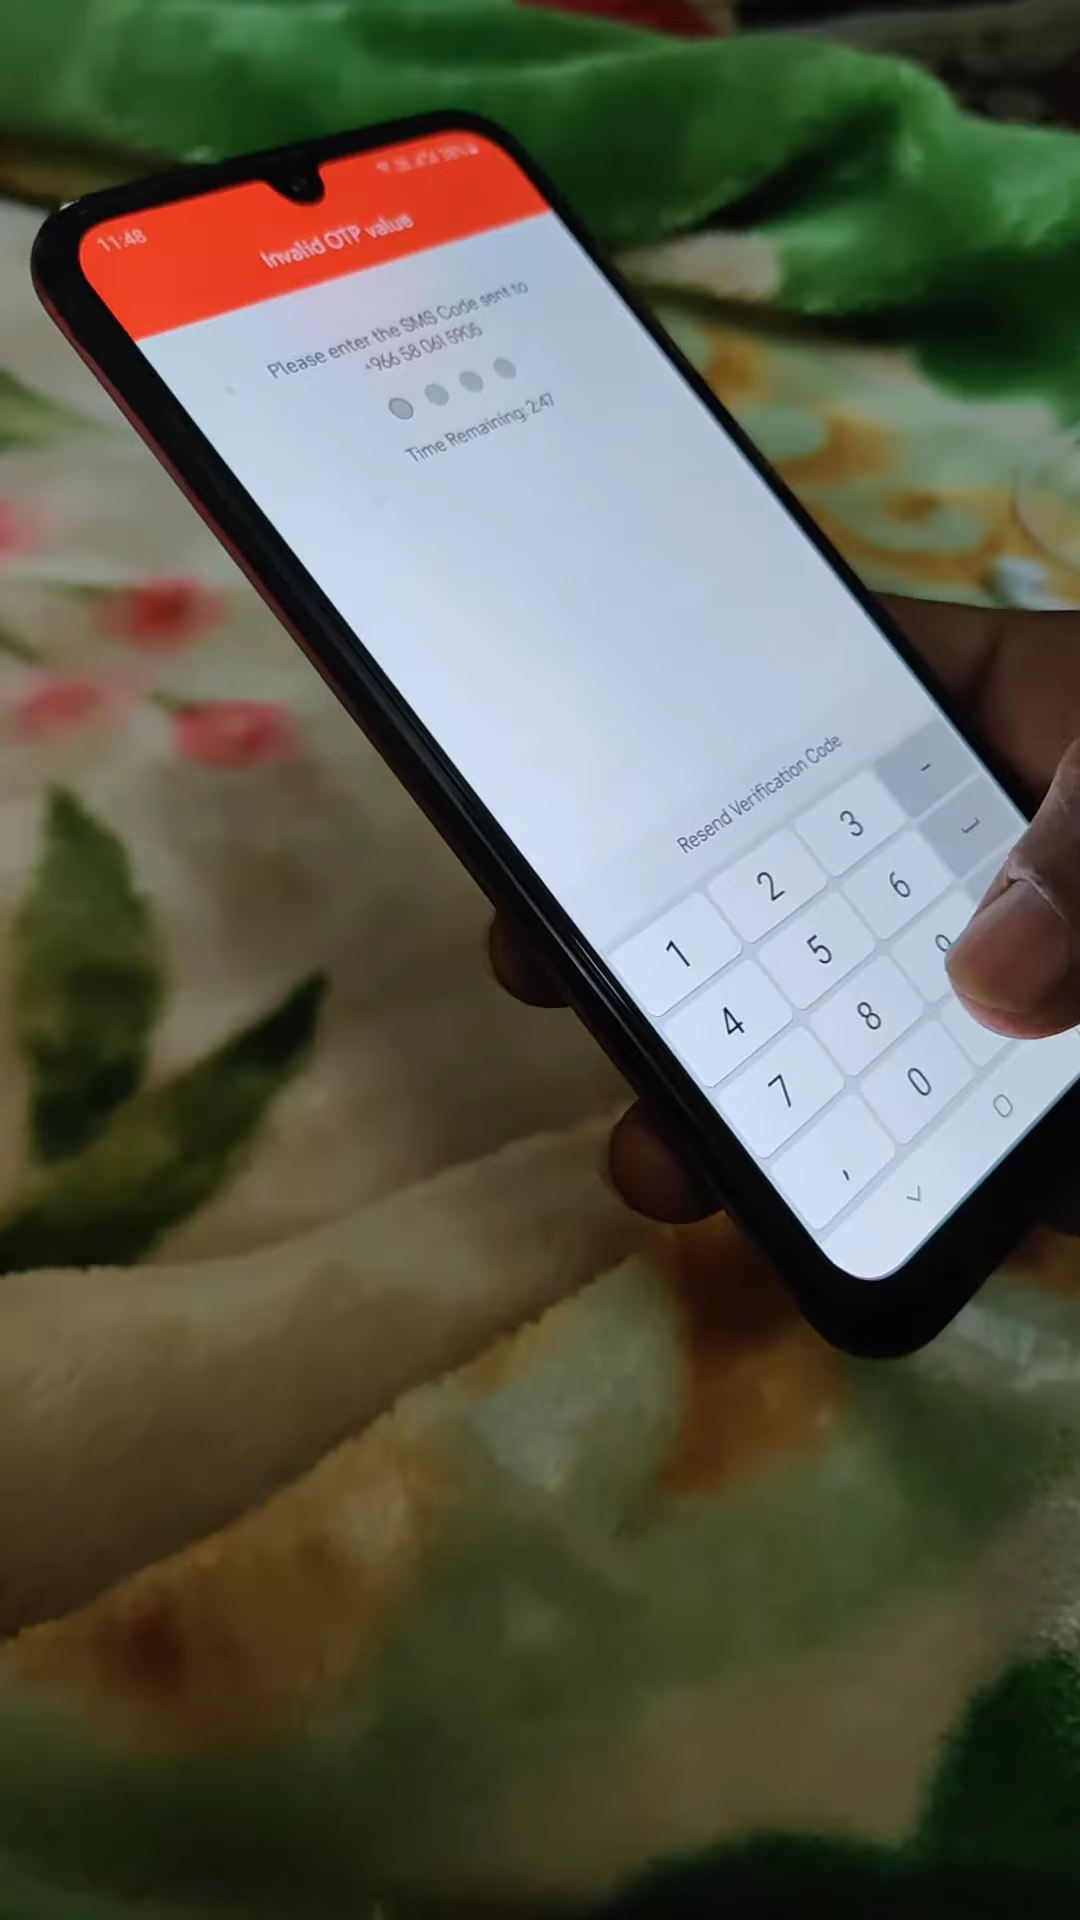 11:48
Invalid OTP value
Please enter the SMS Code sent to
+966 58 061 5905
Time Remaining: 2:47
Resend Verification Code
1 2 3 -
4 5 6
7 8 9
, 0